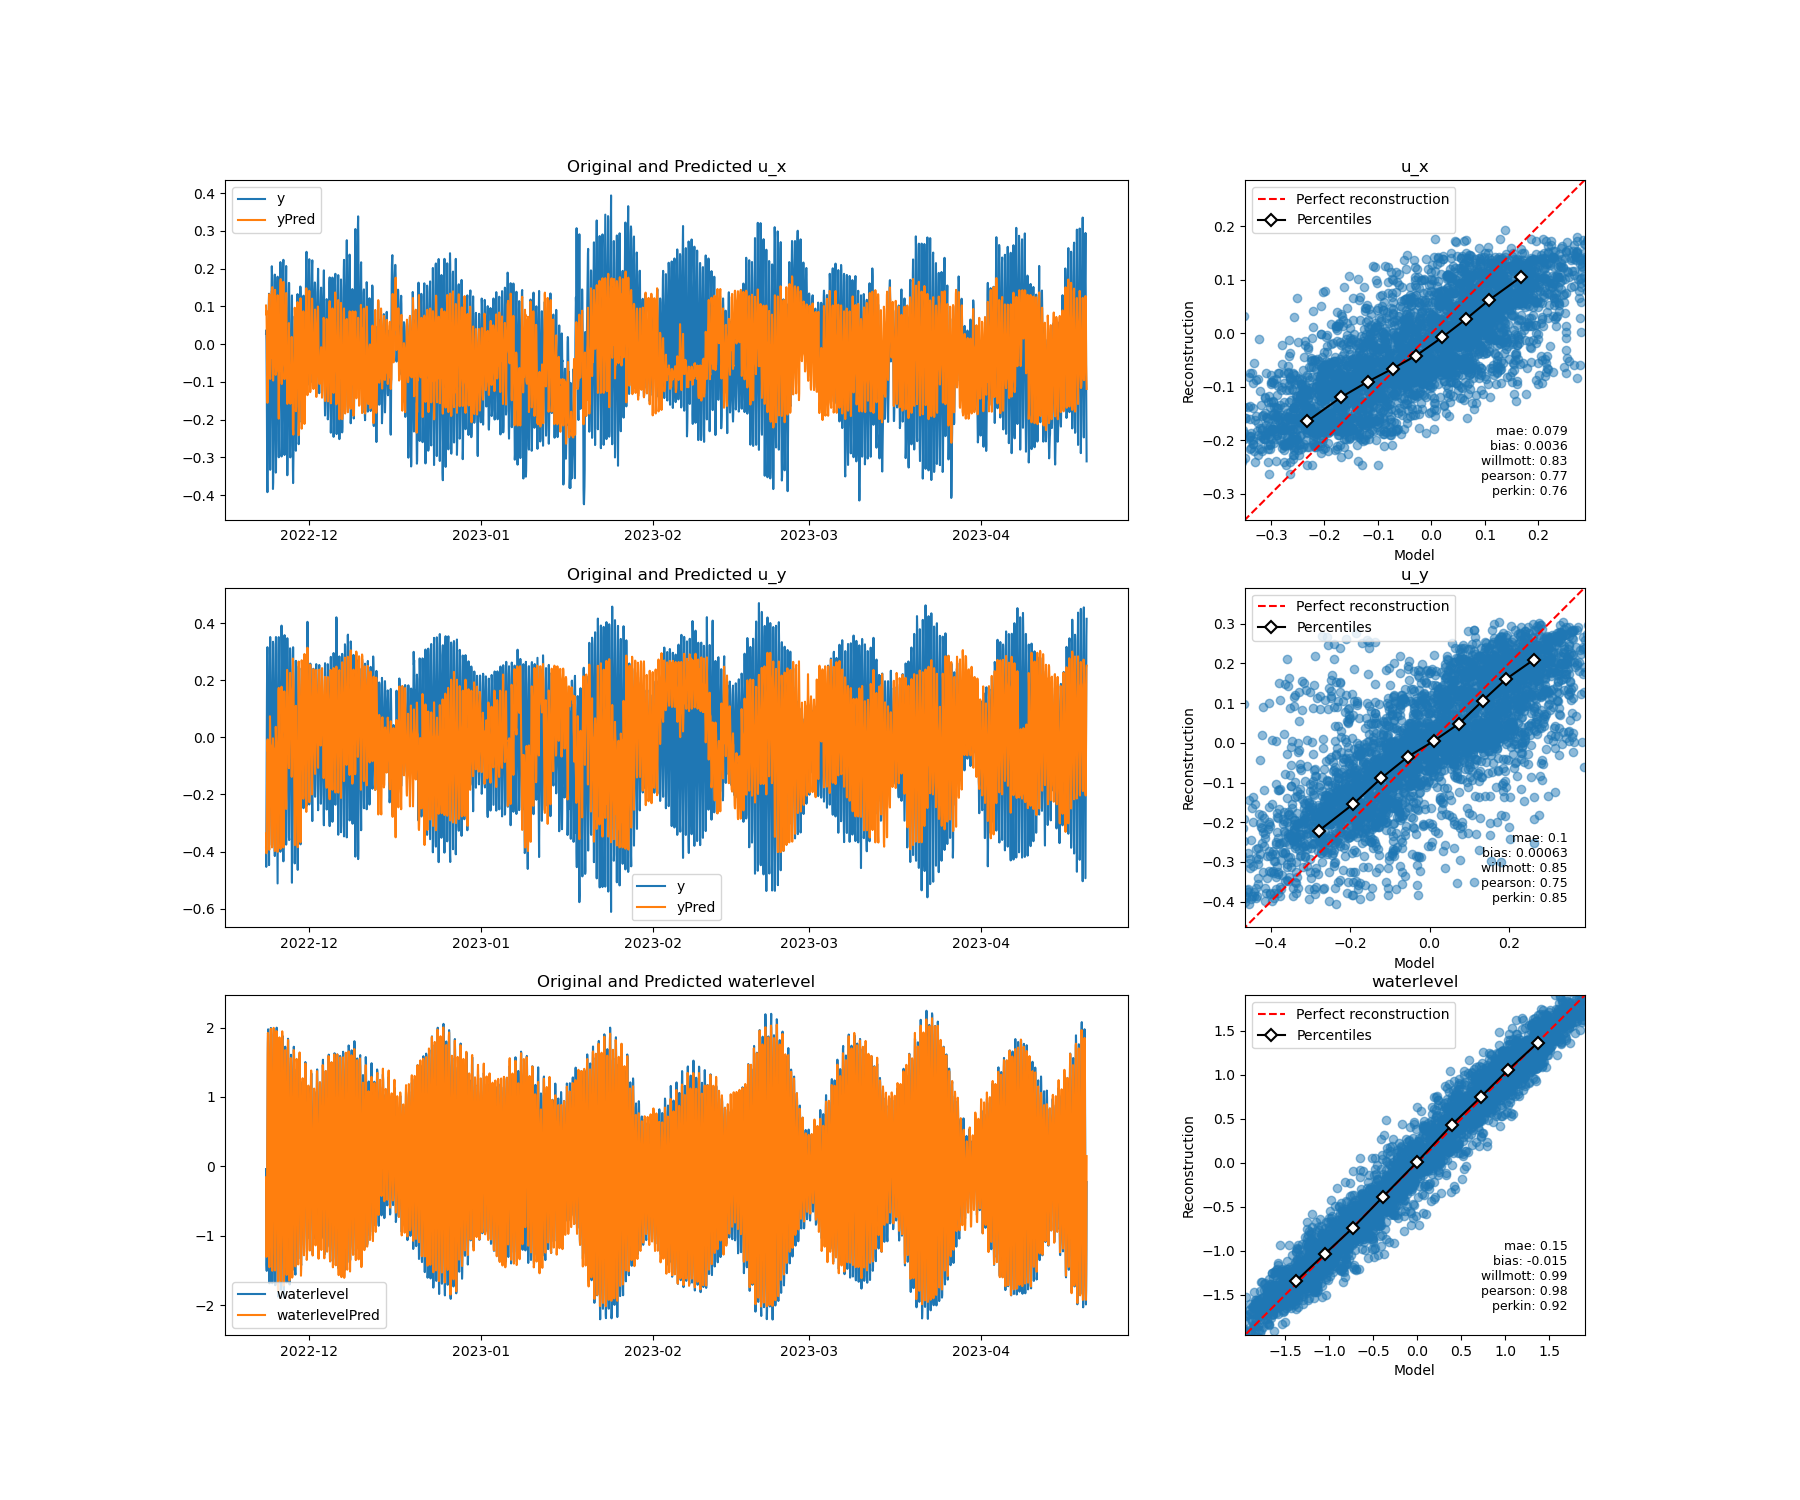 Original and Predicted u_x
y
yPred
0.4
0.3
0.2
0.1
0.0
−0.1
−0.2
−0.3
−0.4
2022-12 2023-01 2023-02 2023-03 2023-04
u_x
Perfect reconstruction
Percentiles
Reconstruction
0.2
0.1
0.0
−0.1
−0.2
−0.3
mae: 0.079
bias: 0.0036
willmott: 0.83
pearson: 0.77
perkin: 0.76
−0.3 −0.2 −0.1 0.0 0.1 0.2
Model
Original and Predicted u_y
0.4
0.2
0.0
−0.2
−0.4
−0.6
y
yPred
2022-12 2023-01 2023-02 2023-03 2023-04
u_y
Perfect reconstruction
Percentiles
Reconstruction
0.3
0.2
0.1
0.0
−0.1
−0.2
−0.3
−0.4
mae: 0.1
bias: 0.00063
willmott: 0.85
pearson: 0.75
perkin: 0.85
−0.4 −0.2 0.0 0.2
Model
Original and Predicted waterlevel
2
1
0
−1
−2
waterlevel
waterlevelPred
2022-12 2023-01 2023-02 2023-03 2023-04
waterlevel
Perfect reconstruction
Percentiles
Reconstruction
1.5
1.0
0.5
0.0
−0.5
−1.0
−1.5
mae: 0.15
bias: -0.015
willmott: 0.99
pearson: 0.98
perkin: 0.92
−1.5 −1.0 −0.5 0.0 0.5 1.0 1.5
Model